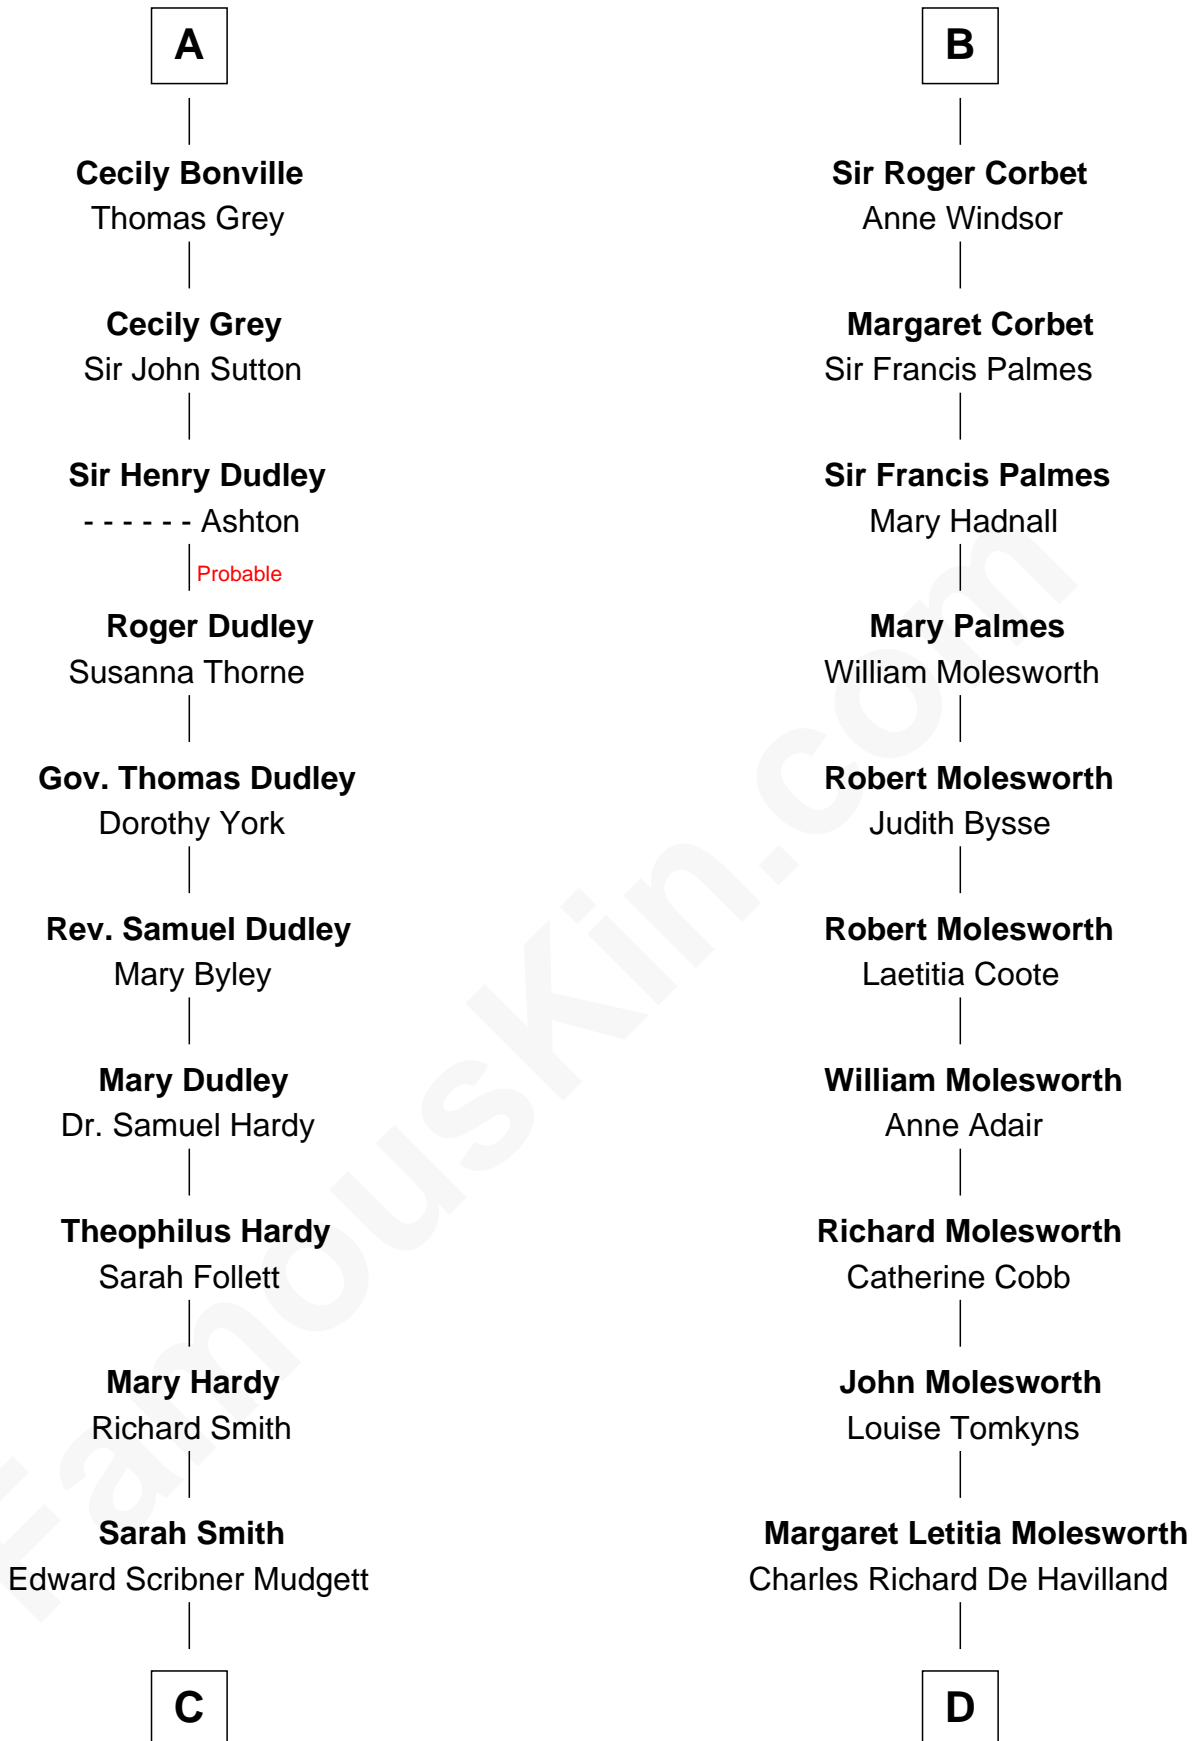 A
Cecily Bonville
Thomas Grey
Cecily Grey
Sir John Sutton
Sir Henry Dudley
- - - - - - Ashton
Probable
Roger Dudley
Susanna Thorne
Gov. Thomas Dudley
Dorothy York
Rev. Samuel Dudley
Mary Byley
Mary Dudley
Dr. Samuel Hardy
Theophilus Hardy
Sarah Follett
Mary Hardy
Richard Smith
Sarah Smith
Edward Scribner Mudgett
C
B
Sir Roger Corbet
Anne Windsor
Margaret Corbet
Sir Francis Palmes
Sir Francis Palmes
Mary Hadnall
Mary Palmes
William Molesworth
Robert Molesworth
Judith Bysse
Robert Molesworth
Laetitia Coote
William Molesworth
Anne Adair
Richard Molesworth
Catherine Cobb
John Molesworth
Louise Tomkyns
Margaret Letitia Molesworth
Charles Richard De Havilland
D
FamousKin.com